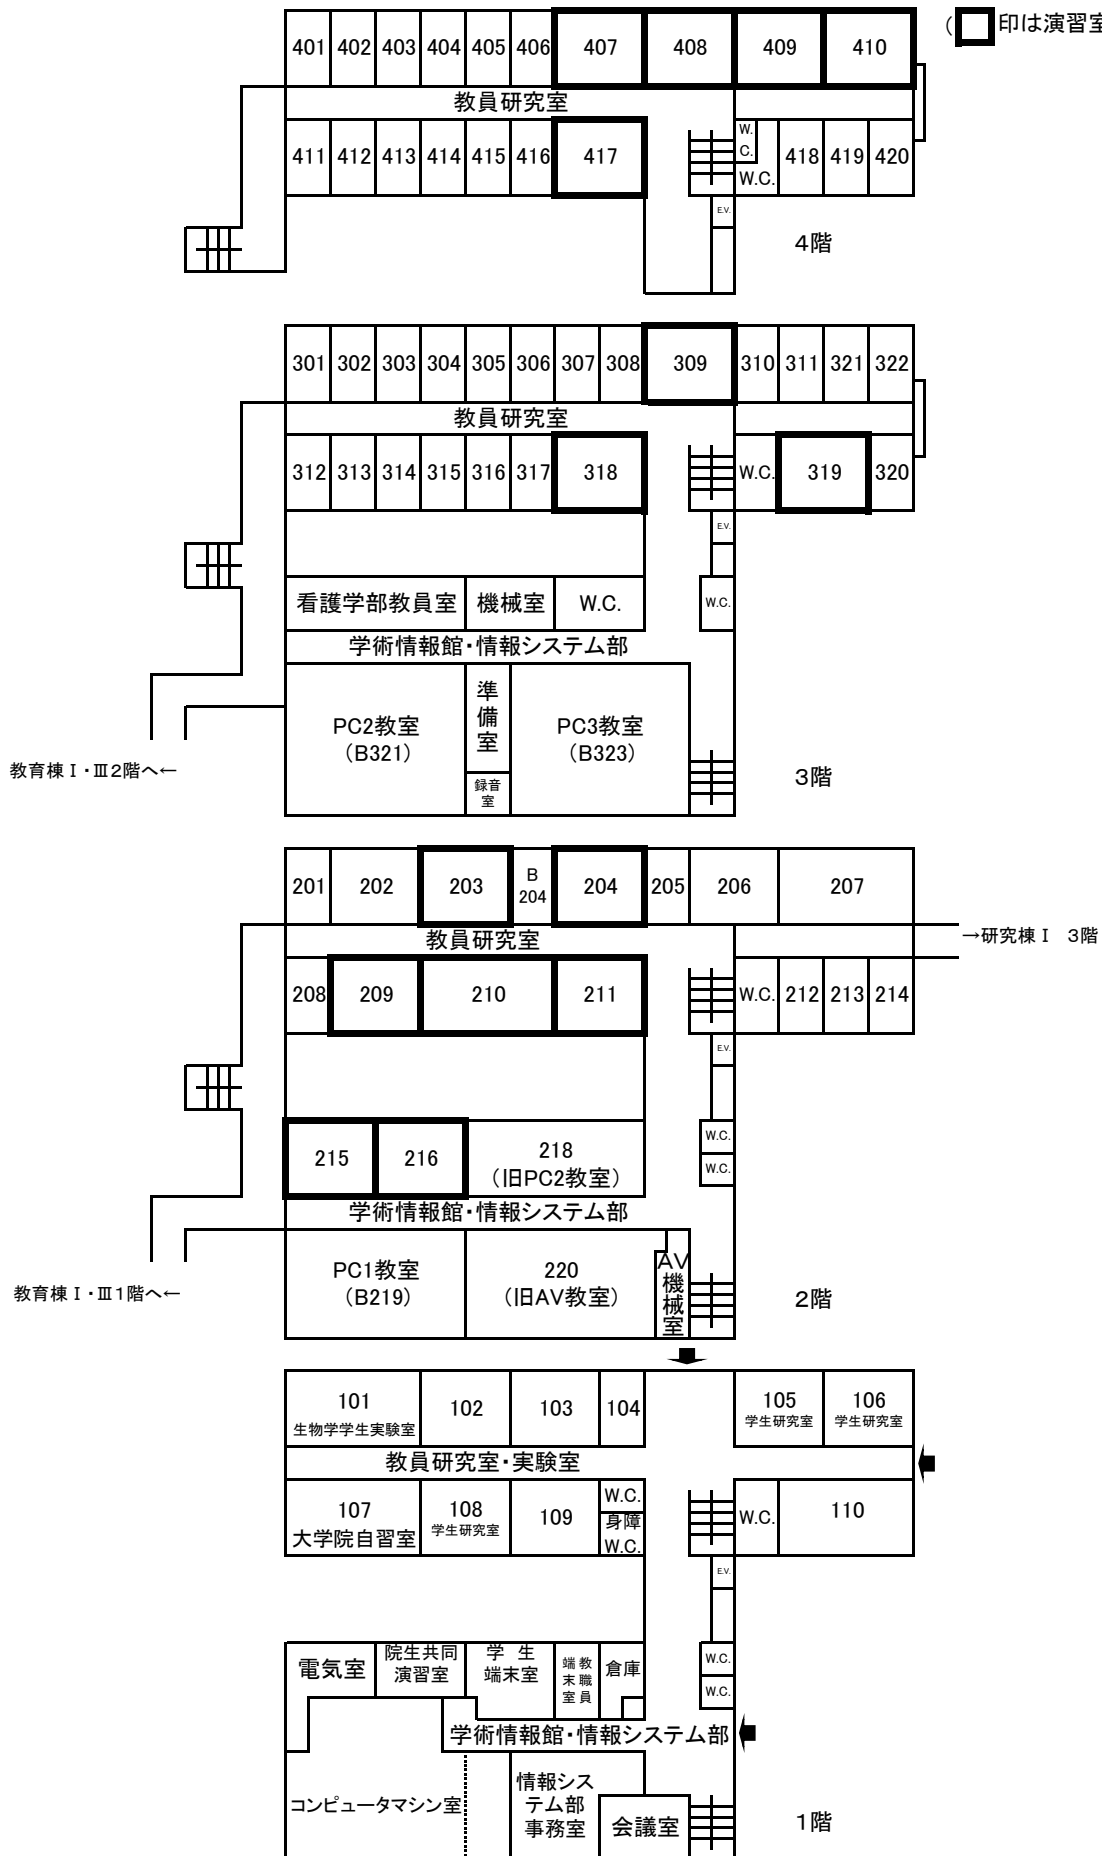 401 402 403 404 405 406 407 408 409 410
( 印は演習室
教員研究室
411 412 413 414 415 416 417
W.
C.
W.C.
418 419 420
E.V.
4階
301 302 303 304 305 306 307 308 309 310 311 321 322
教員研究室
312 313 314 315 316 317 318
W.C.
319 320
E.V.
看護学部教員室 機械室 W.C.
W.C.
学術情報館・情報システム部
PC2教室
(B321)
準
備
室
録音
室
PC3教室
(B323)
教育棟Ⅰ・Ⅲ2階へ←
3階
201 202 203
B
204
204 205 206 207
教員研究室
→研究棟Ⅰ 3階
208 209 210 211
W.C.
212 213 214
E.V.
215 216
218
(旧PC2教室)
W.C.
W.C.
学術情報館・情報システム部
PC1教室
(B219)
220
(旧AV教室)
AV
機
械
室
教育棟Ⅰ・Ⅲ1階へ←
2階
101
生物学学生実験室
102 103 104
105
学生研究室
106
学生研究室
教員研究室・実験室
107
大学院自習室
108
学生研究室
109
W.C.
身障
W.C.
W.C.
110
E.V.
電気室
院生共同
演習室
学 生
端末室
教職員
端末室
倉庫
W.C.
W.C.
学術情報館・情報システム部
コンピュータマシン室
情報シス
テム部
事務室
会議室
1階